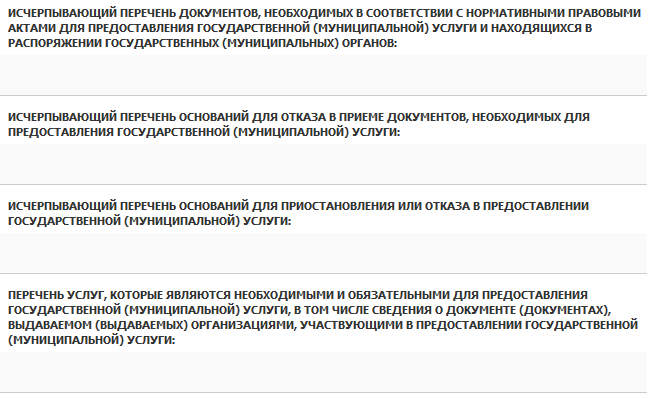 ИСЧЕРПЫВАЮЩИЙ ПЕРЕЧЕНЬ ДОКУМЕНТОВ, НЕОБХОДИМЫХ В СООТВЕТСТВИИ С НОРМАТИВНЫМИ ПРАВОВЫМИ
АКТАМИ ДЛЯ ПРЕДОСТАВЛЕНИЯ ГОСУДАРСТВЕННОЙ (МУНИЦИПАЛЬНОЙ) УСЛУГИ И НАХОДЯЩИХСЯ В
РАСПОРЯЖЕНИИ ГОСУДАРСТВЕННЫХ (МУНИЦИПАЛЬНЫХ) ОРГАНОВ:
ИСЧЕРПЫВАЮЩИЙ ПЕРЕЧЕНЬ ОСНОВАНИЙ ДЛЯ ОТКАЗА В ПРИЕМЕ ДОКУМЕНТОВ, НЕОБХОДИМЫХ ДЛЯ
ПРЕДОСТАВЛЕНИЯ ГОСУДАРСТВЕННОЙ (МУНИЦИПАЛЬНОЙ) УСЛУГИ:
ИСЧЕРПЫВАЮЩИЙ ПЕРЕЧЕНЬ ОСНОВАНИЙ ДЛЯ ПРИОСТАНОВЛЕНИЯ ИЛИ ОТКАЗА В ПРЕДОСТАВЛЕНИИ
ГОСУДАРСТВЕННОЙ (МУНИЦИПАЛЬНОЙ) УСЛУГИ:
ПЕРЕЧЕНЬ УСЛУГ, КОТОРЫЕ ЯВЛЯЮТСЯ НЕОБХОДИМЫМИ И ОБЯЗАТЕЛЬНЫМИ ДЛЯ ПРЕДОСТАВЛЕНИЯ
ГОСУДАРСТВЕННОЙ (МУНИЦИПАЛЬНОЙ) УСЛУГИ, В ТОМ ЧИСЛЕ СВЕДЕНИЯ О ДОКУМЕНТЕ (ДОКУМЕНТАХ),
ВЫДАВАЕМОМ (ВЫДАВАЕМЫХ) ОРГАНИЗАЦИЯМИ, УЧАСТВУЮЩИМИ В ПРЕДОСТАВЛЕНИИ ГОСУДАРСТВЕННОЙ
(МУНИЦИПАЛЬНОЙ) УСЛУГИ: